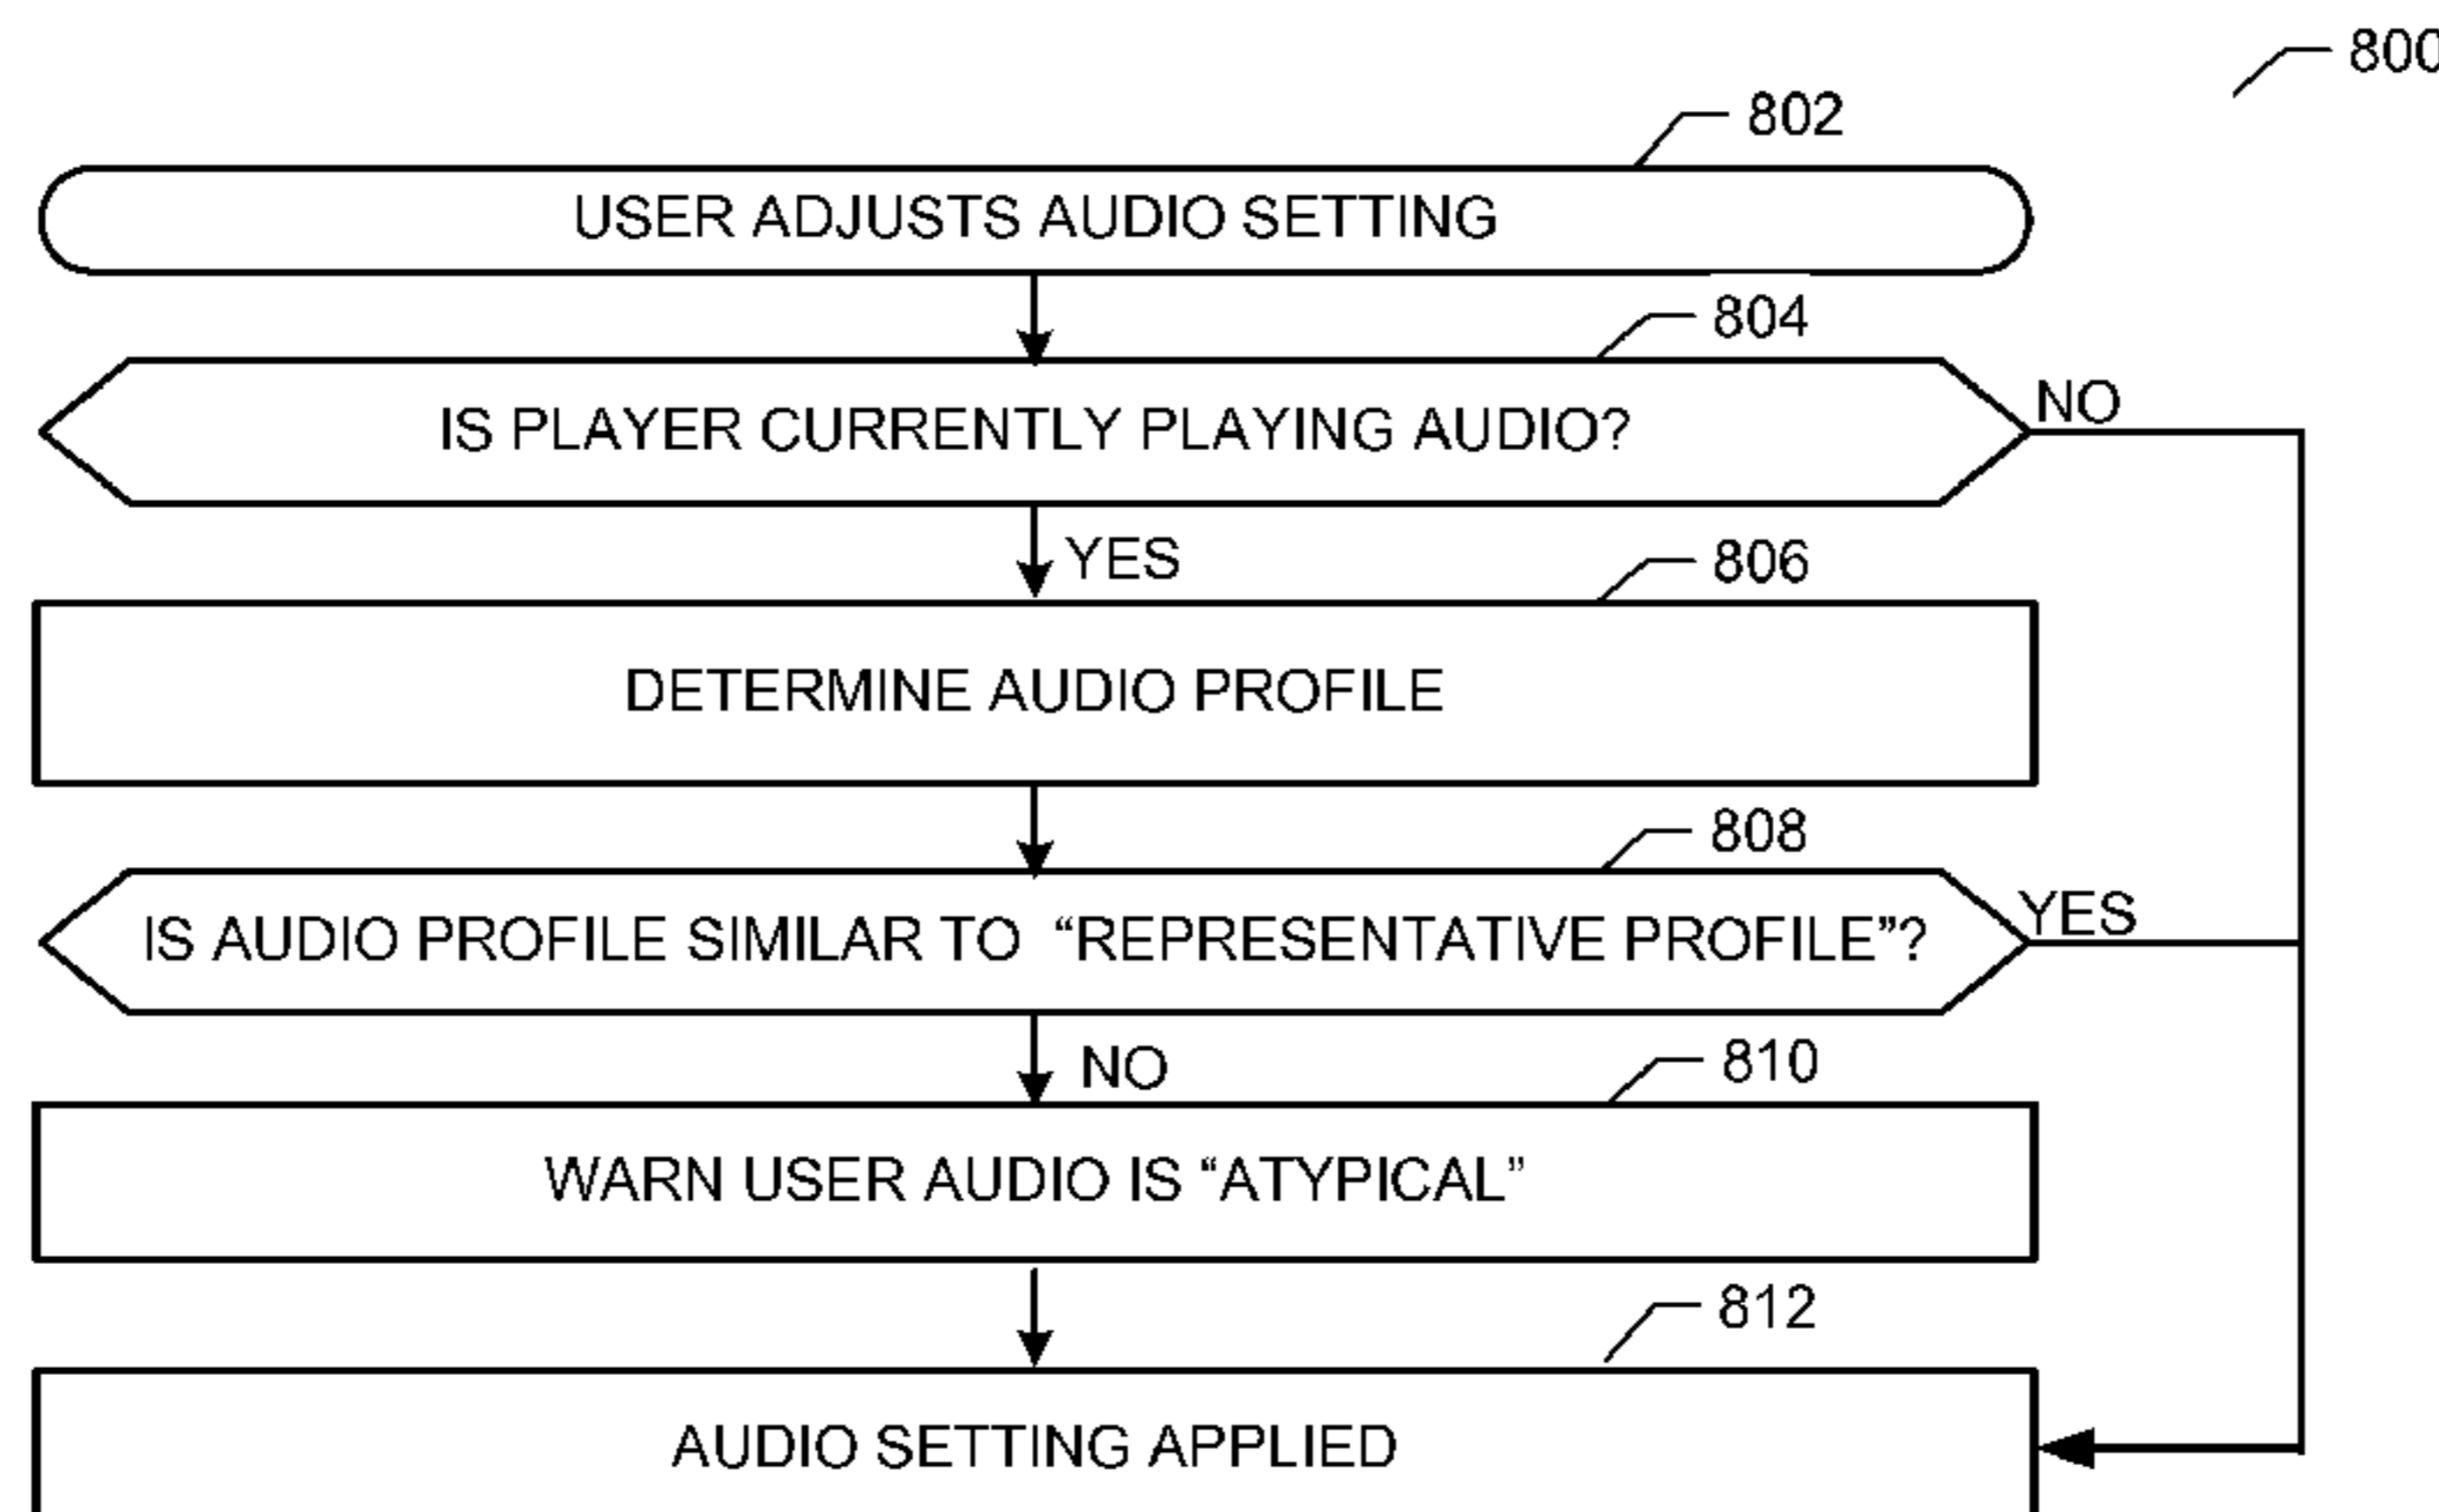 800
802
USER ADJUSTS AUDIO SETTING
804
IS PLAYER CURRENTLY PLAYING AUDIO?
NO
YES
806
DETERMINE AUDIO PROFILE
808
IS AUDIO PROFILE SIMILAR TO “REPRESENTATIVE PROFILE”?
YES
NO
810
WARN USER AUDIO IS “ATYPICAL”
812
AUDIO SETTING APPLIED